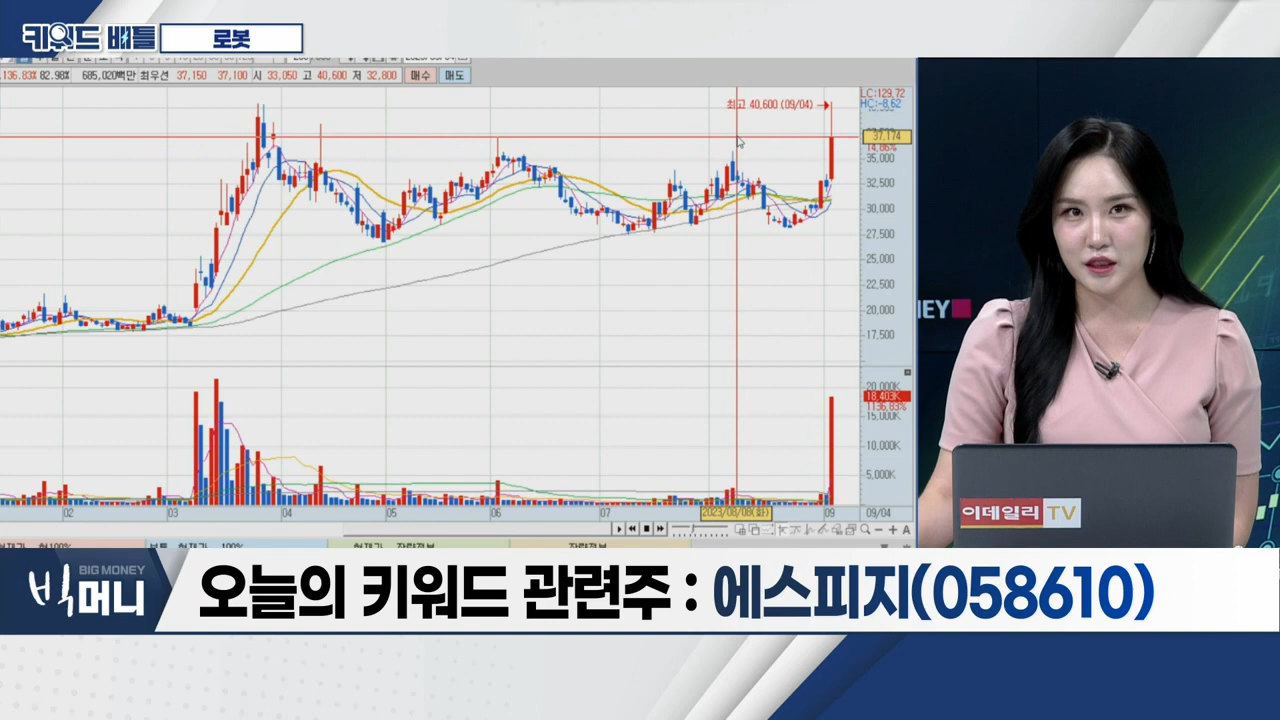 키워드 배틀
로봇
136.83% 82.98% 685,020백만 최우선 37,150 37,100 시 33,050 고 40,600 저 32,800 매수 매도
LC:129.72
HC:-8.62
최고 40,600 (09/04)
37,174
14.86%
35,000
32,500
30,000
27,500
25,000
22,500
20,000
17,500
20,000K
18,403K
1136.83%
15,000K
10,000K
5,000K
02 03 04 05 06 07 2023/08/08(화) 09 09/04
A
NEY
이데일리 TV
BIG MONEY
빅머니
오늘의 키워드 관련주 : 에스피지(058610)